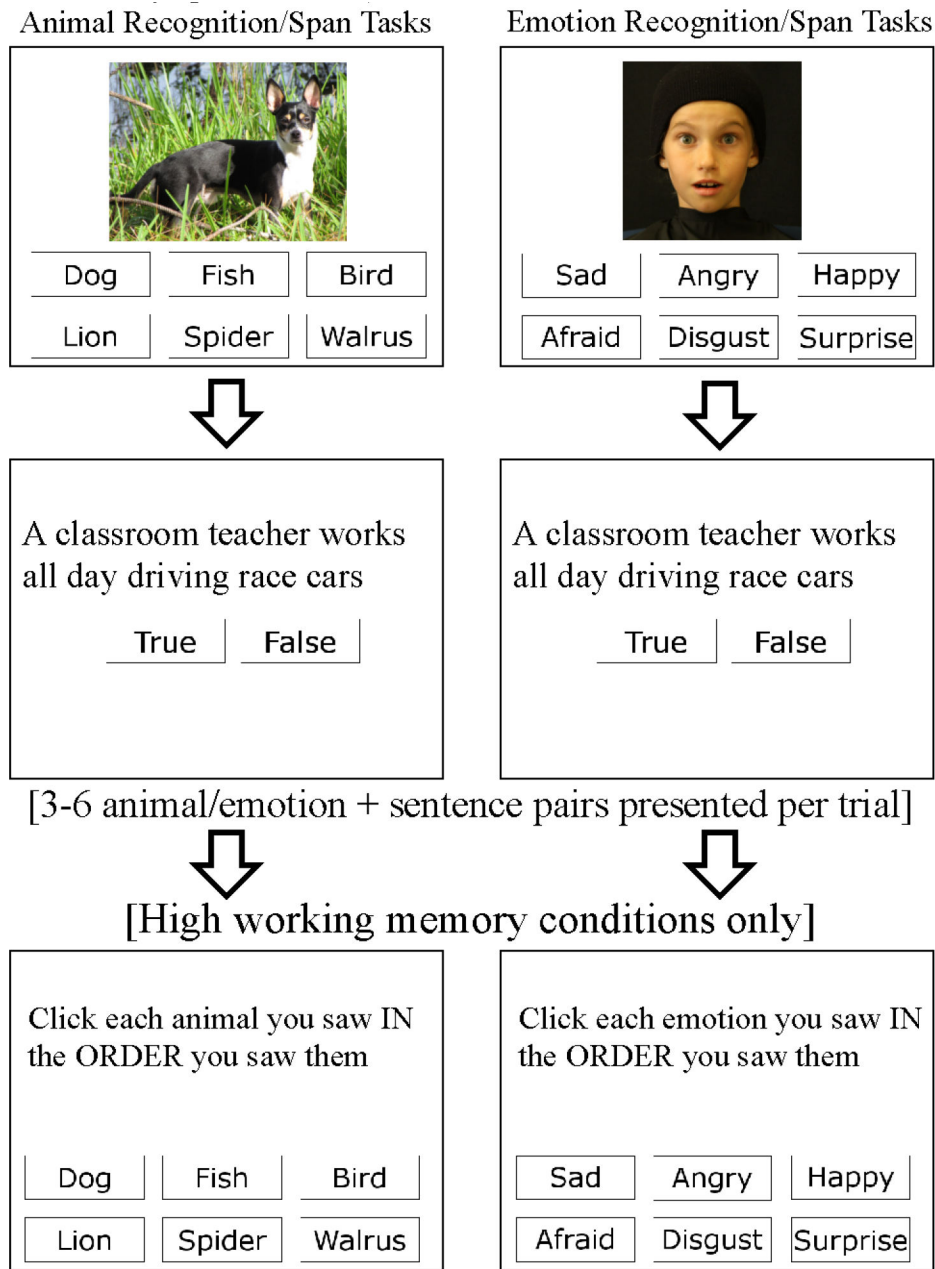 Animal Recognition/Span Tasks
Emotion Recognition/Span Tasks
Dog Fish Bird
Lion Spider Walrus
Sad Angry Happy
Afraid Disgust Surprise
A classroom teacher works
all day driving race cars
True False
A classroom teacher works
all day driving race cars
True False
[3-6 animal/emotion + sentence pairs presented per trial]
[High working memory conditions only]
Click each animal you saw IN
the ORDER you saw them
Dog Fish Bird
Lion Spider Walrus
Click each emotion you saw IN
the ORDER you saw them
Sad Angry Happy
Afraid Disgust Surprise